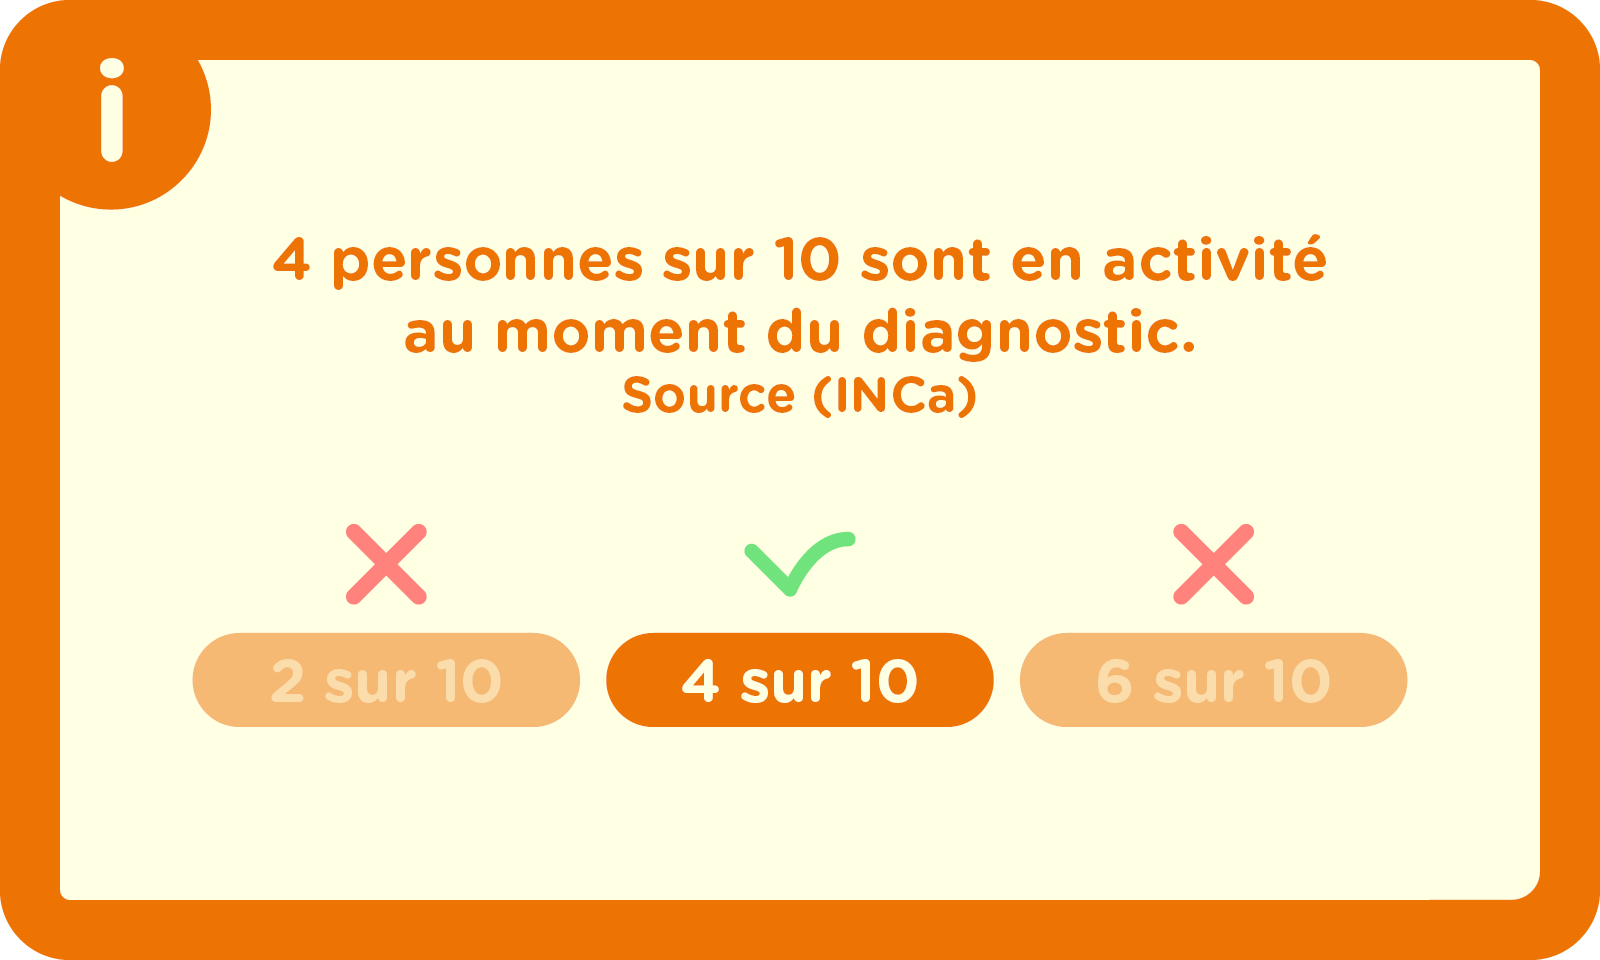 i
4 personnes sur 10 sont en activité
au moment du diagnostic.
Source (INCa)
2 sur 10
4 sur 10
6 sur 10